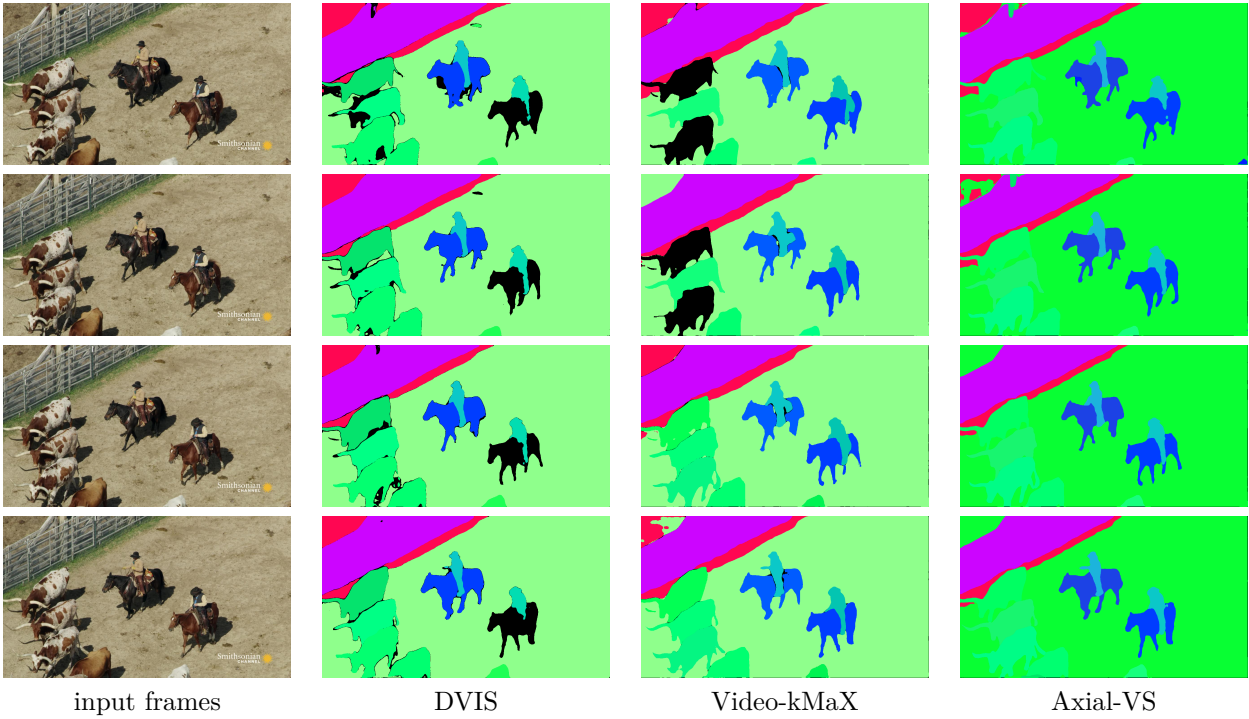 Smithsonian
CHANNEL
Smithsonian
CHANNEL
Smithsonian
CHANNEL
Smithsonian
CHANNEL
input frames
DVIS
Video-kMaX
Axial-VS